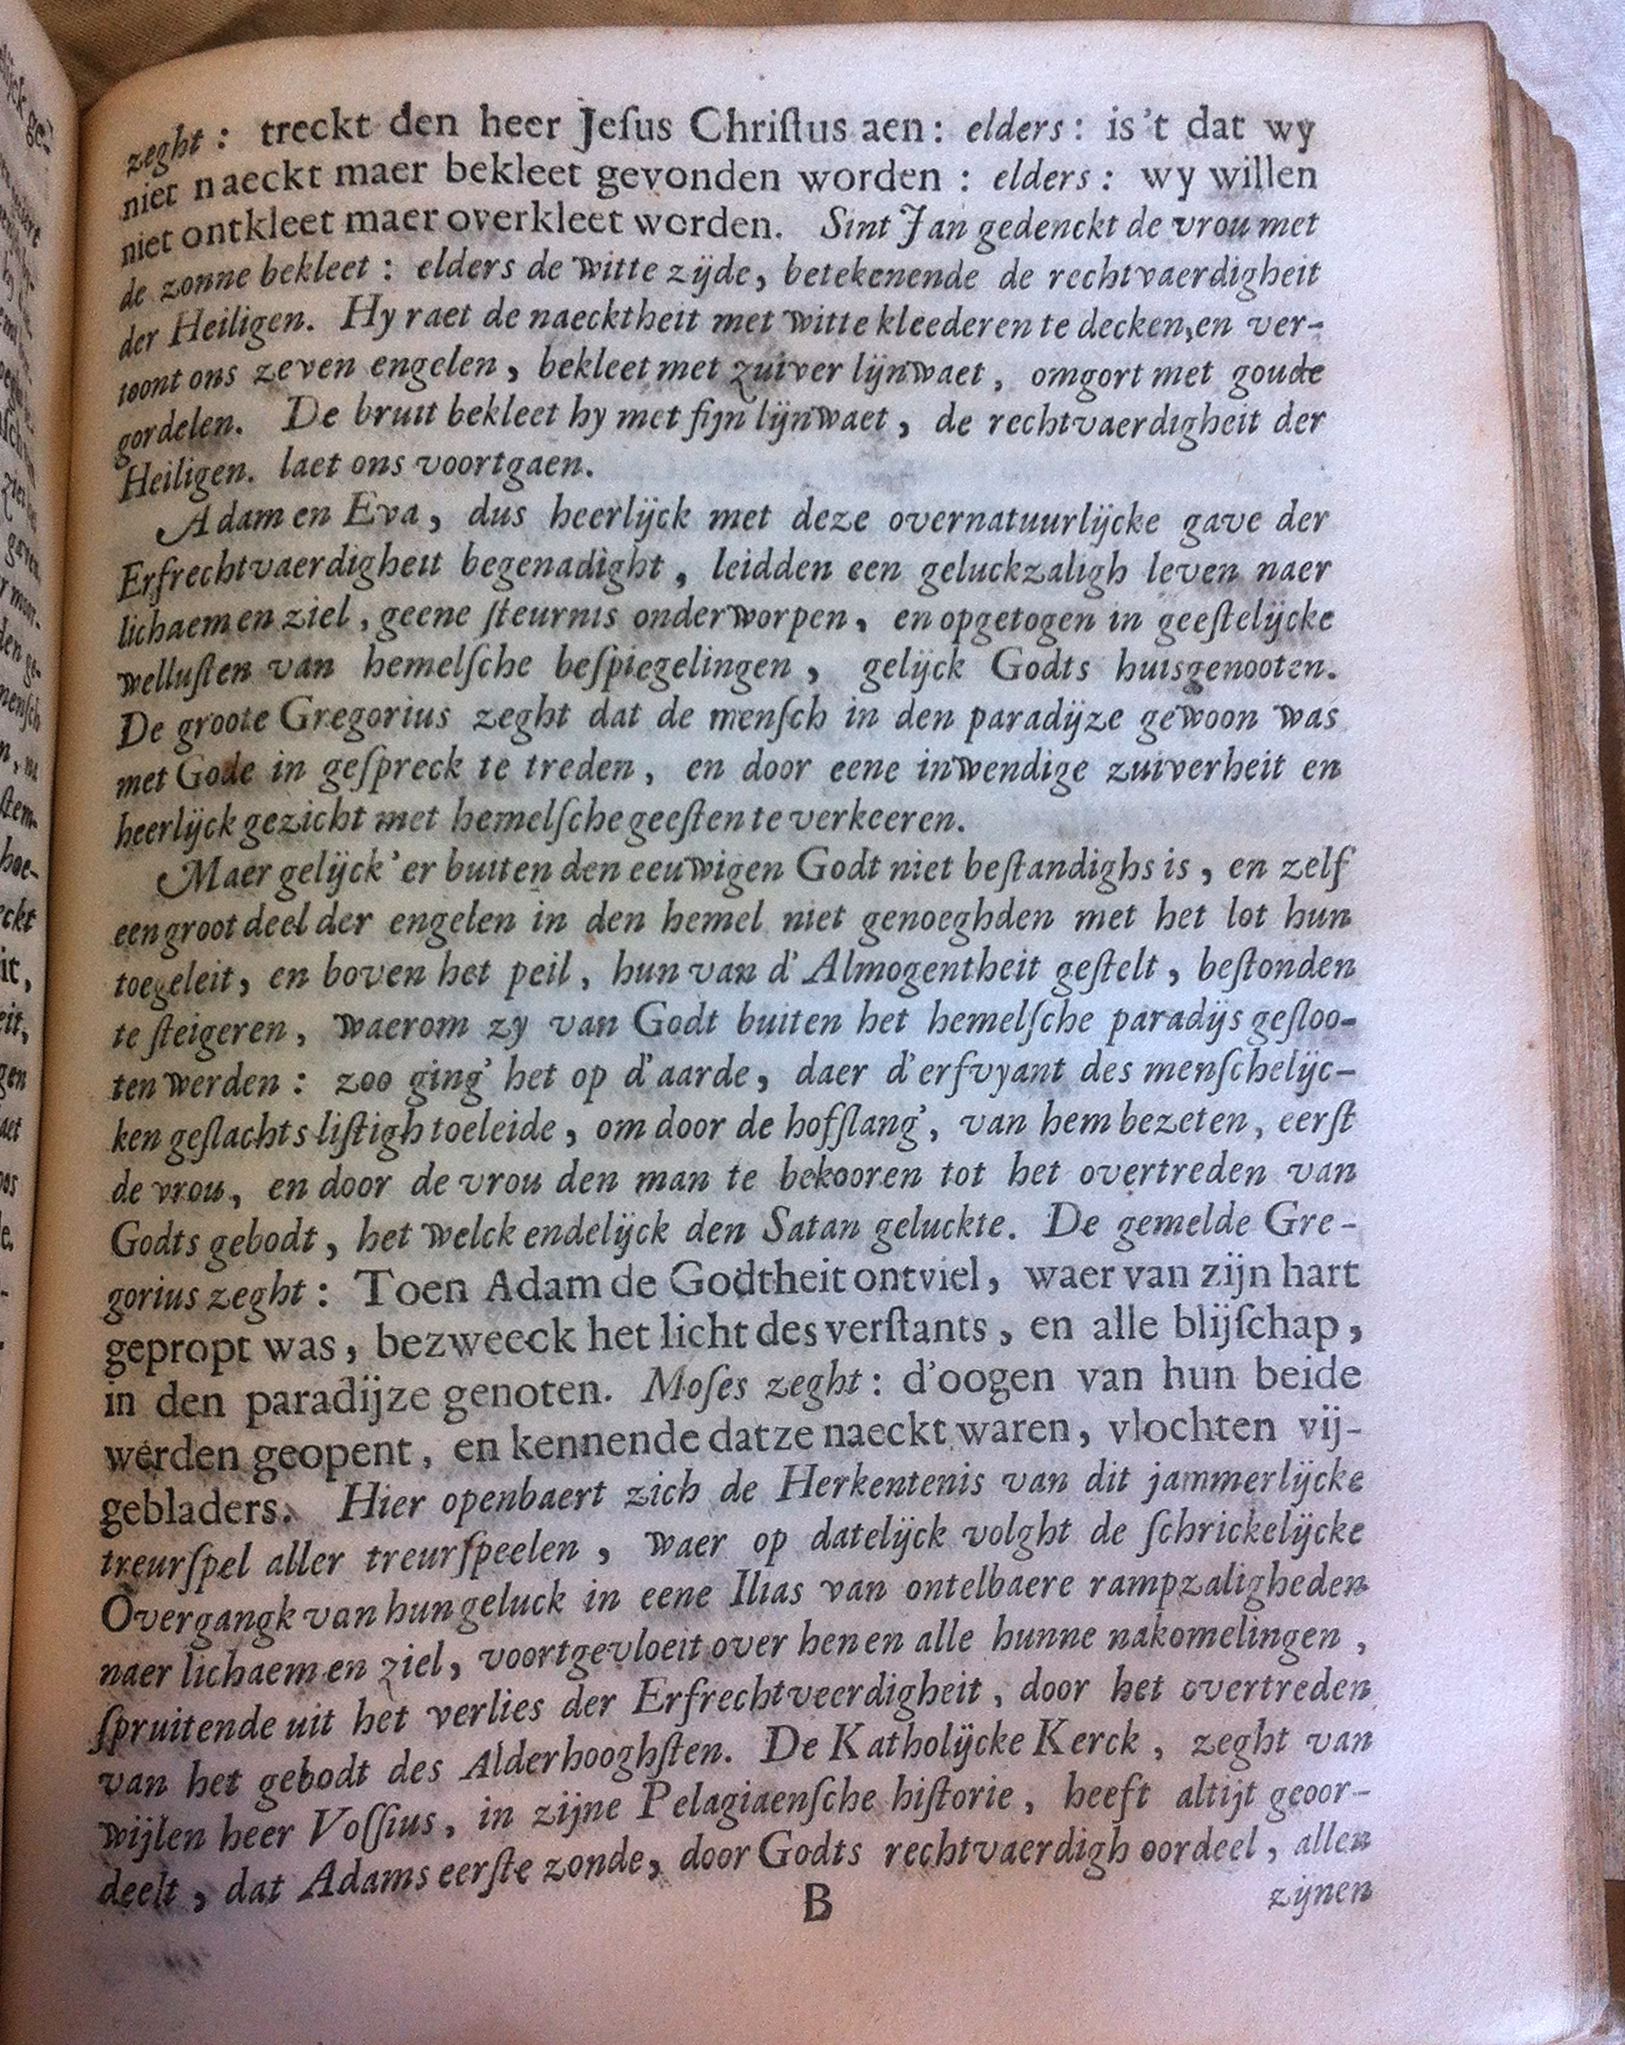 zeght: treckt den heer Jeſus Chriſtus aen: elders: is't dat wy
niet naeckt maer bekleet gevonden worden: elders: wy willen
niet ontkleet maer overkleet worden. Sint Jan gedenckt de vrou met
de zonne bekleet: elders de witte zijde, betekenende de rechtvaerdigheit
der Heiligen. Hy raet de naecktheit met witte kleederen te decken, en ver-
toont ons zeven engelen, bekleet met zuiver lijnwaet, omgort met goude
gordelen. De bruit bekleet hy met fijn lijnwaet, de rechtvaerdigheit der
Heiligen. laet ons voortgaen.
Adam en Eva, dus heerlijck met deze overnatuurlijcke gave der
Erfrechtvaerdigheit begenadight, leidden een geluckzaligh leven naer
lichaem en ziel, geene ſteurnis onderworpen, en opgetogen in geeſtelijcke
welluſten van hemelſche beſpiegelingen, gelijck Godts huisgenooten.
De groote Gregorius zeght dat de menſch in den paradijze gewoon was
met Gode in geſpreck te treden, en door eene inwendige zuiverheit en
heerlijck gezicht met hemelſche geeſten te verkeeren.
Maer gelijck 'er buiten den eeuwigen Godt niet beſtandighs is, en zelf
een groot deel der engelen in den hemel niet genoeghden met het lot hun
toegeleit, en boven het peil, hun van d'Almogentheit geſtelt, beſtonden
te ſteigeren, waerom zy van Godt buiten het hemelſche paradijs geſloo-
ten werden: zoo ging' het op d'aarde, daer d'erfvyant des menſchelijc-
ken geſlachts liſtigh toeleide, om door de hofſlang', van hem bezeten, eerſt
de vrou, en door de vrou den man te bekooren tot het overtreden van
Godts gebodt, het welck endelijck den Satan geluckte. De gemelde Gre-
gorius zeght: Toen Adam de Godtheit ontviel, waer van zijn hart
gepropt was, bezweeck het licht des verſtants, en alle blijſchap,
in den paradijze genoten. Moſes zeght: d'oogen van hun beide
werden geopent, en kennende datze naeckt waren, vlochten vij-
gebladers. Hier openbaert zich de Herkentenis van dit jammerlijcke
treurſpel aller treurſpeelen, waer op datelijck volght de ſchrickelijcke
Overgangk van hun geluck in eene Ilias van ontelbaere rampzaligheden
naer lichaem en ziel, voortgevloeit over hen en alle hunne nakomelingen,
ſpruitende uit het verlies der Erfrechtveerdigheit, door het overtreden
van het gebodt des Alderhooghſten. De Katholijcke Kerck, zeght van
wijlen heer Voſſius, in zijne Pelagiaenſche hiſtorie, heeft altijt geoor-
deelt, dat Adams eerſte zonde, door Godts rechtvaerdigh oordeel, allen
B
zijnen